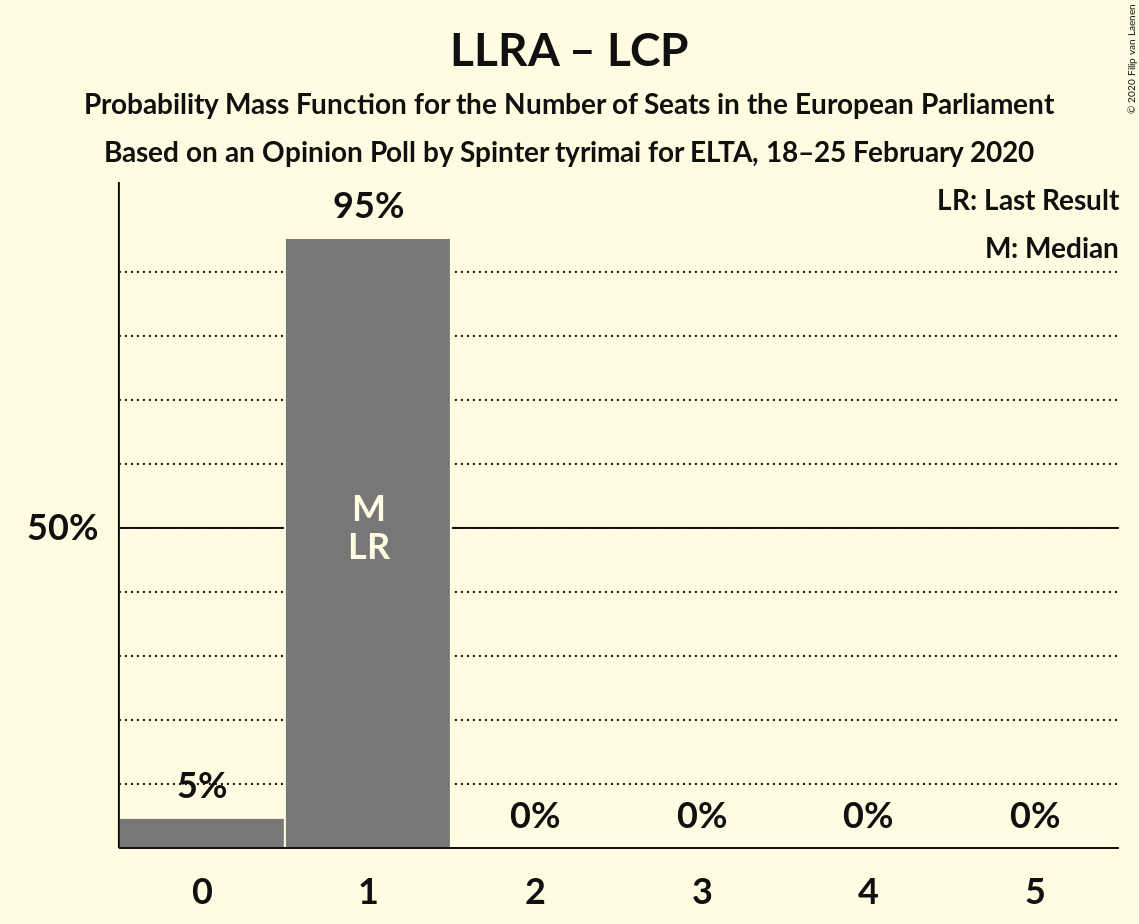 LLRA – LCP
Probability Mass Function for the Number of Seats in the European Parliament
Based on an Opinion Poll by Spinter tyrimai for ELTA, 18–25 February 2020
© 2020 Filip van Laenen
LR: Last Result
M: Median
95%
M
LR
50%
5%
0%
0%
0%
0%
0
1
2
3
4
5